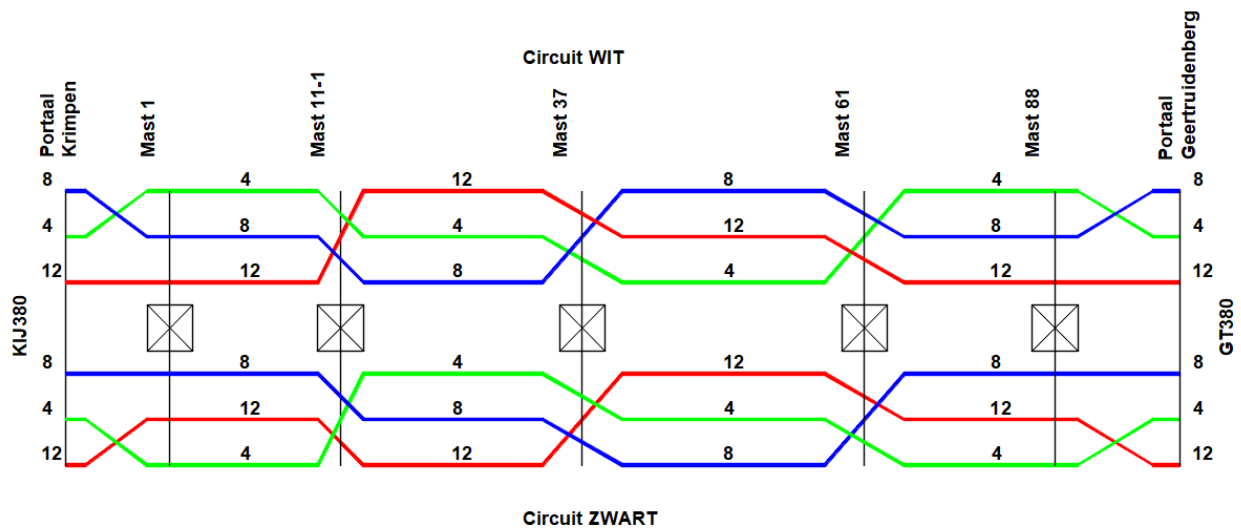 Circuit WIT
Portaal
Krimpen
Mast 1
Mast 11-1
Mast 37
Mast 61
Mast 88
Portaal
Geertruidenberg
8 4 12 8 4 8
4 8 4 12 8 4
12 12 8 4 12 12
KIJ380
GT380
8 8 4 12 8 8
4 12 8 4 12 4
12 4 12 8 4 12
Circuit ZWART